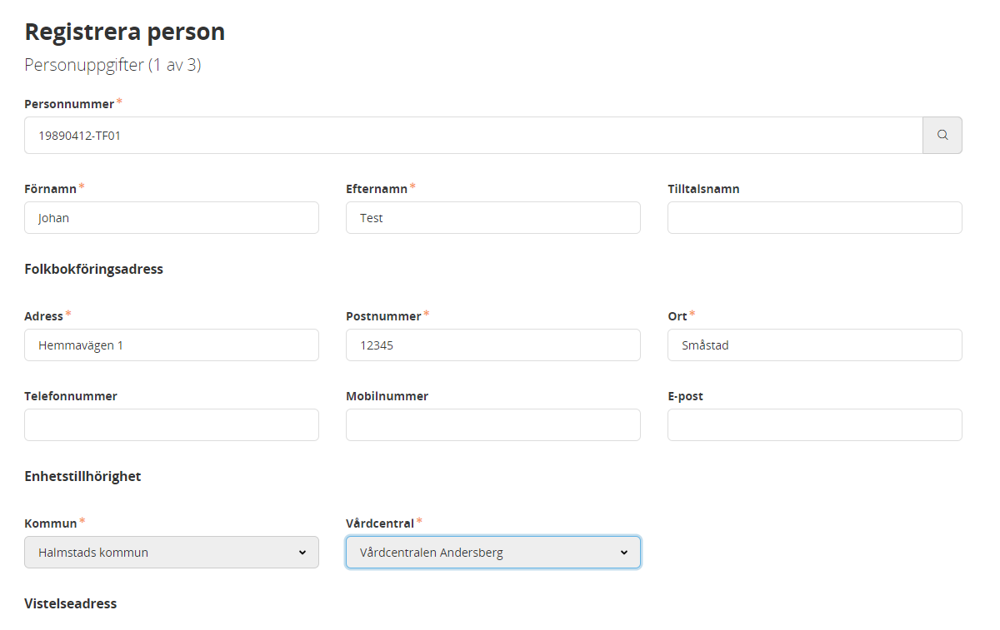 Registrera person
Personuppgifter (1 av 3)
Personnummer*
19890412-TF01
Förnamn* Efternamn* Tilltalsnamn
Johan Test
Folkbokföringsadress
Adress* Postnummer* Ort*
Hemmavägen 1 12345 Småstad
Telefonnummer Mobilnummer E-post
Enhetstillhörighet
Kommun* Vårdcentral*
Halmstads kommun Vårdcentralen Andersberg
Vistelseadress